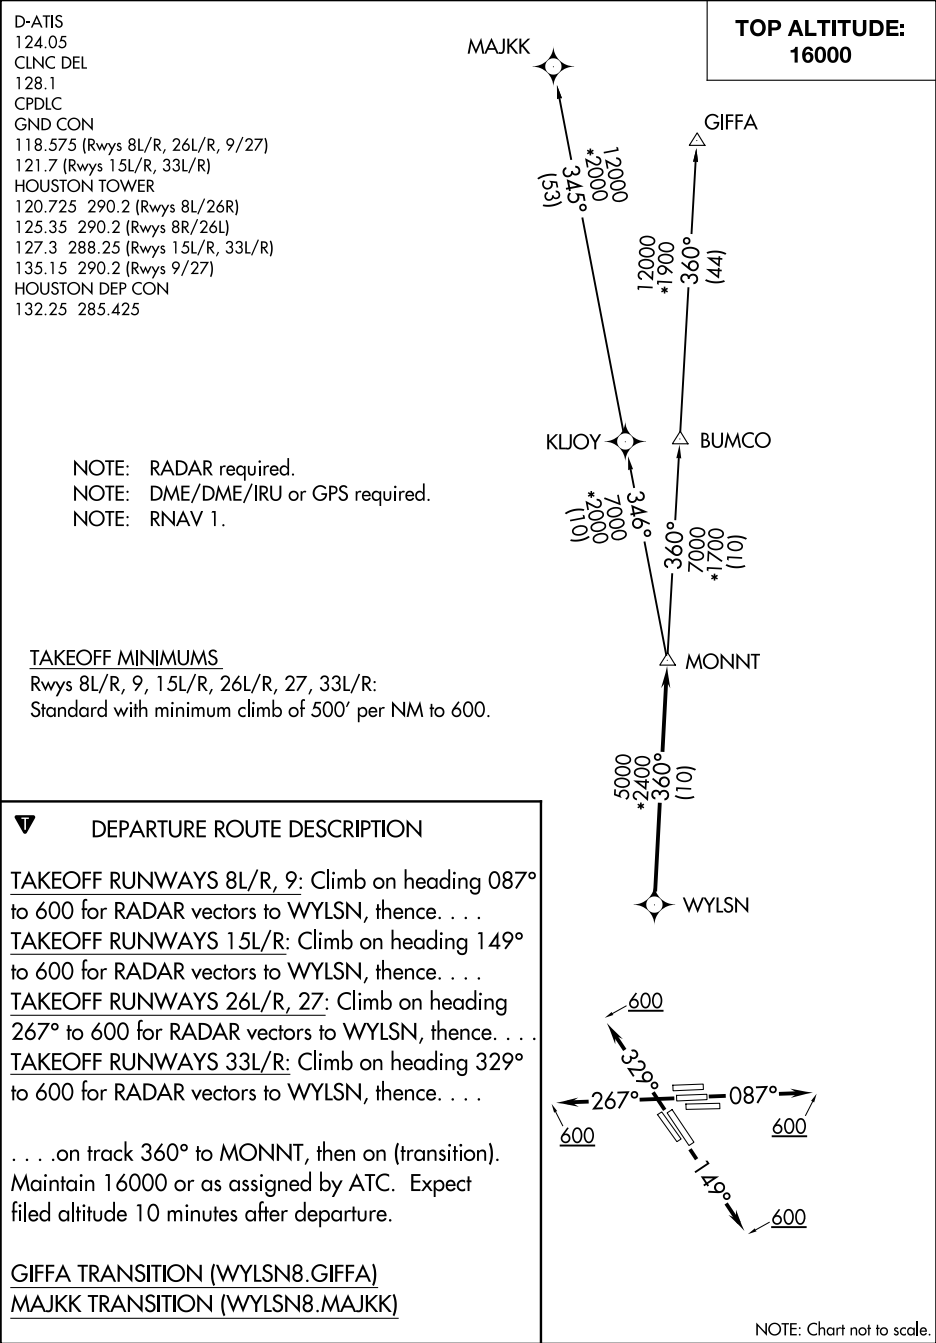 D-ATIS
124.05
CLNC DEL
128.1
CPDLC
GND CON
118.575 (Rwys 8L/R, 26L/R, 9/27)
121.7 (Rwys 15L/R, 33L/R)
HOUSTON TOWER
120.725 290.2 (Rwys 8L/26R)
125.35 290.2 (Rwys 8R/26L)
127.3 288.25 (Rwys 15L/R, 33L/R)
135.15 290.2 (Rwys 9/27)
HOUSTON DEP CON
132.25 285.425
TOP ALTITUDE:
16000
MAJKK
GIFFA
12000
*2000
345°
(53)
12000
*1900
360°
(44)
KLJOY
BUMCO
NOTE: RADAR required.
NOTE: DME/DME/IRU or GPS required.
NOTE: RNAV 1.
346°
7000
*2000
(10)
360°
7000
*1700
(10)
MONNT
TAKEOFF MINIMUMS
Rwys 8L/R, 9, 15L/R, 26L/R, 27, 33L/R:
Standard with minimum climb of 500' per NM to 600.
5000
*2400
360°
(10)
WYLSN
T
DEPARTURE ROUTE DESCRIPTION
TAKEOFF RUNWAYS 8L/R, 9: Climb on heading 087°
to 600 for RADAR vectors to WYLSN, thence. . . .
TAKEOFF RUNWAYS 15L/R: Climb on heading 149°
to 600 for RADAR vectors to WYLSN, thence. . . .
TAKEOFF RUNWAYS 26L/R, 27: Climb on heading
267° to 600 for RADAR vectors to WYLSN, thence. . . .
TAKEOFF RUNWAYS 33L/R: Climb on heading 329°
to 600 for RADAR vectors to WYLSN, thence. . . .
. . . .on track 360° to MONNT, then on (transition).
Maintain 16000 or as assigned by ATC. Expect
filed altitude 10 minutes after departure.
GIFFA TRANSITION (WYLSN8.GIFFA)
MAJKK TRANSITION (WYLSN8.MAJKK)
600
329°
267°
087°
600
600
149°
600
NOTE: Chart not to scale.